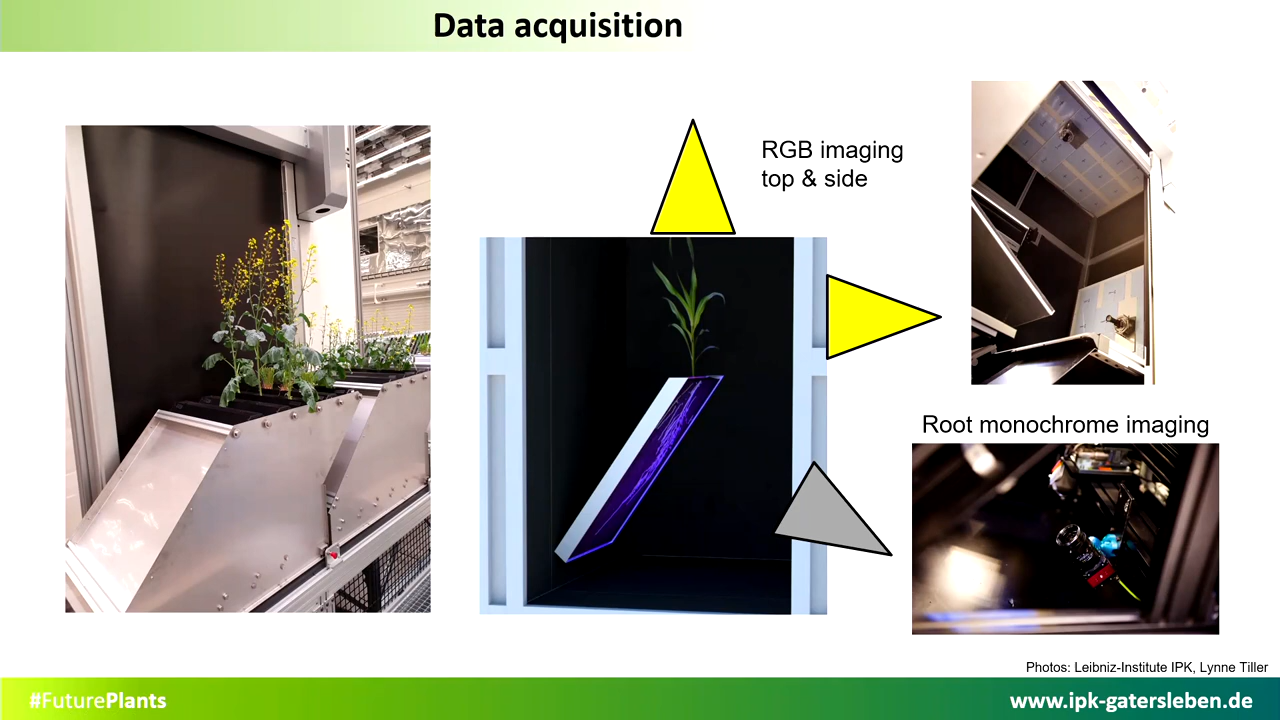 Data acquisition
RGB imaging
top & side
Root monochrome imaging
Photos: Leibniz-Institute IPK, Lynne Tiller
#FuturePlants
www.ipk-gatersleben.de